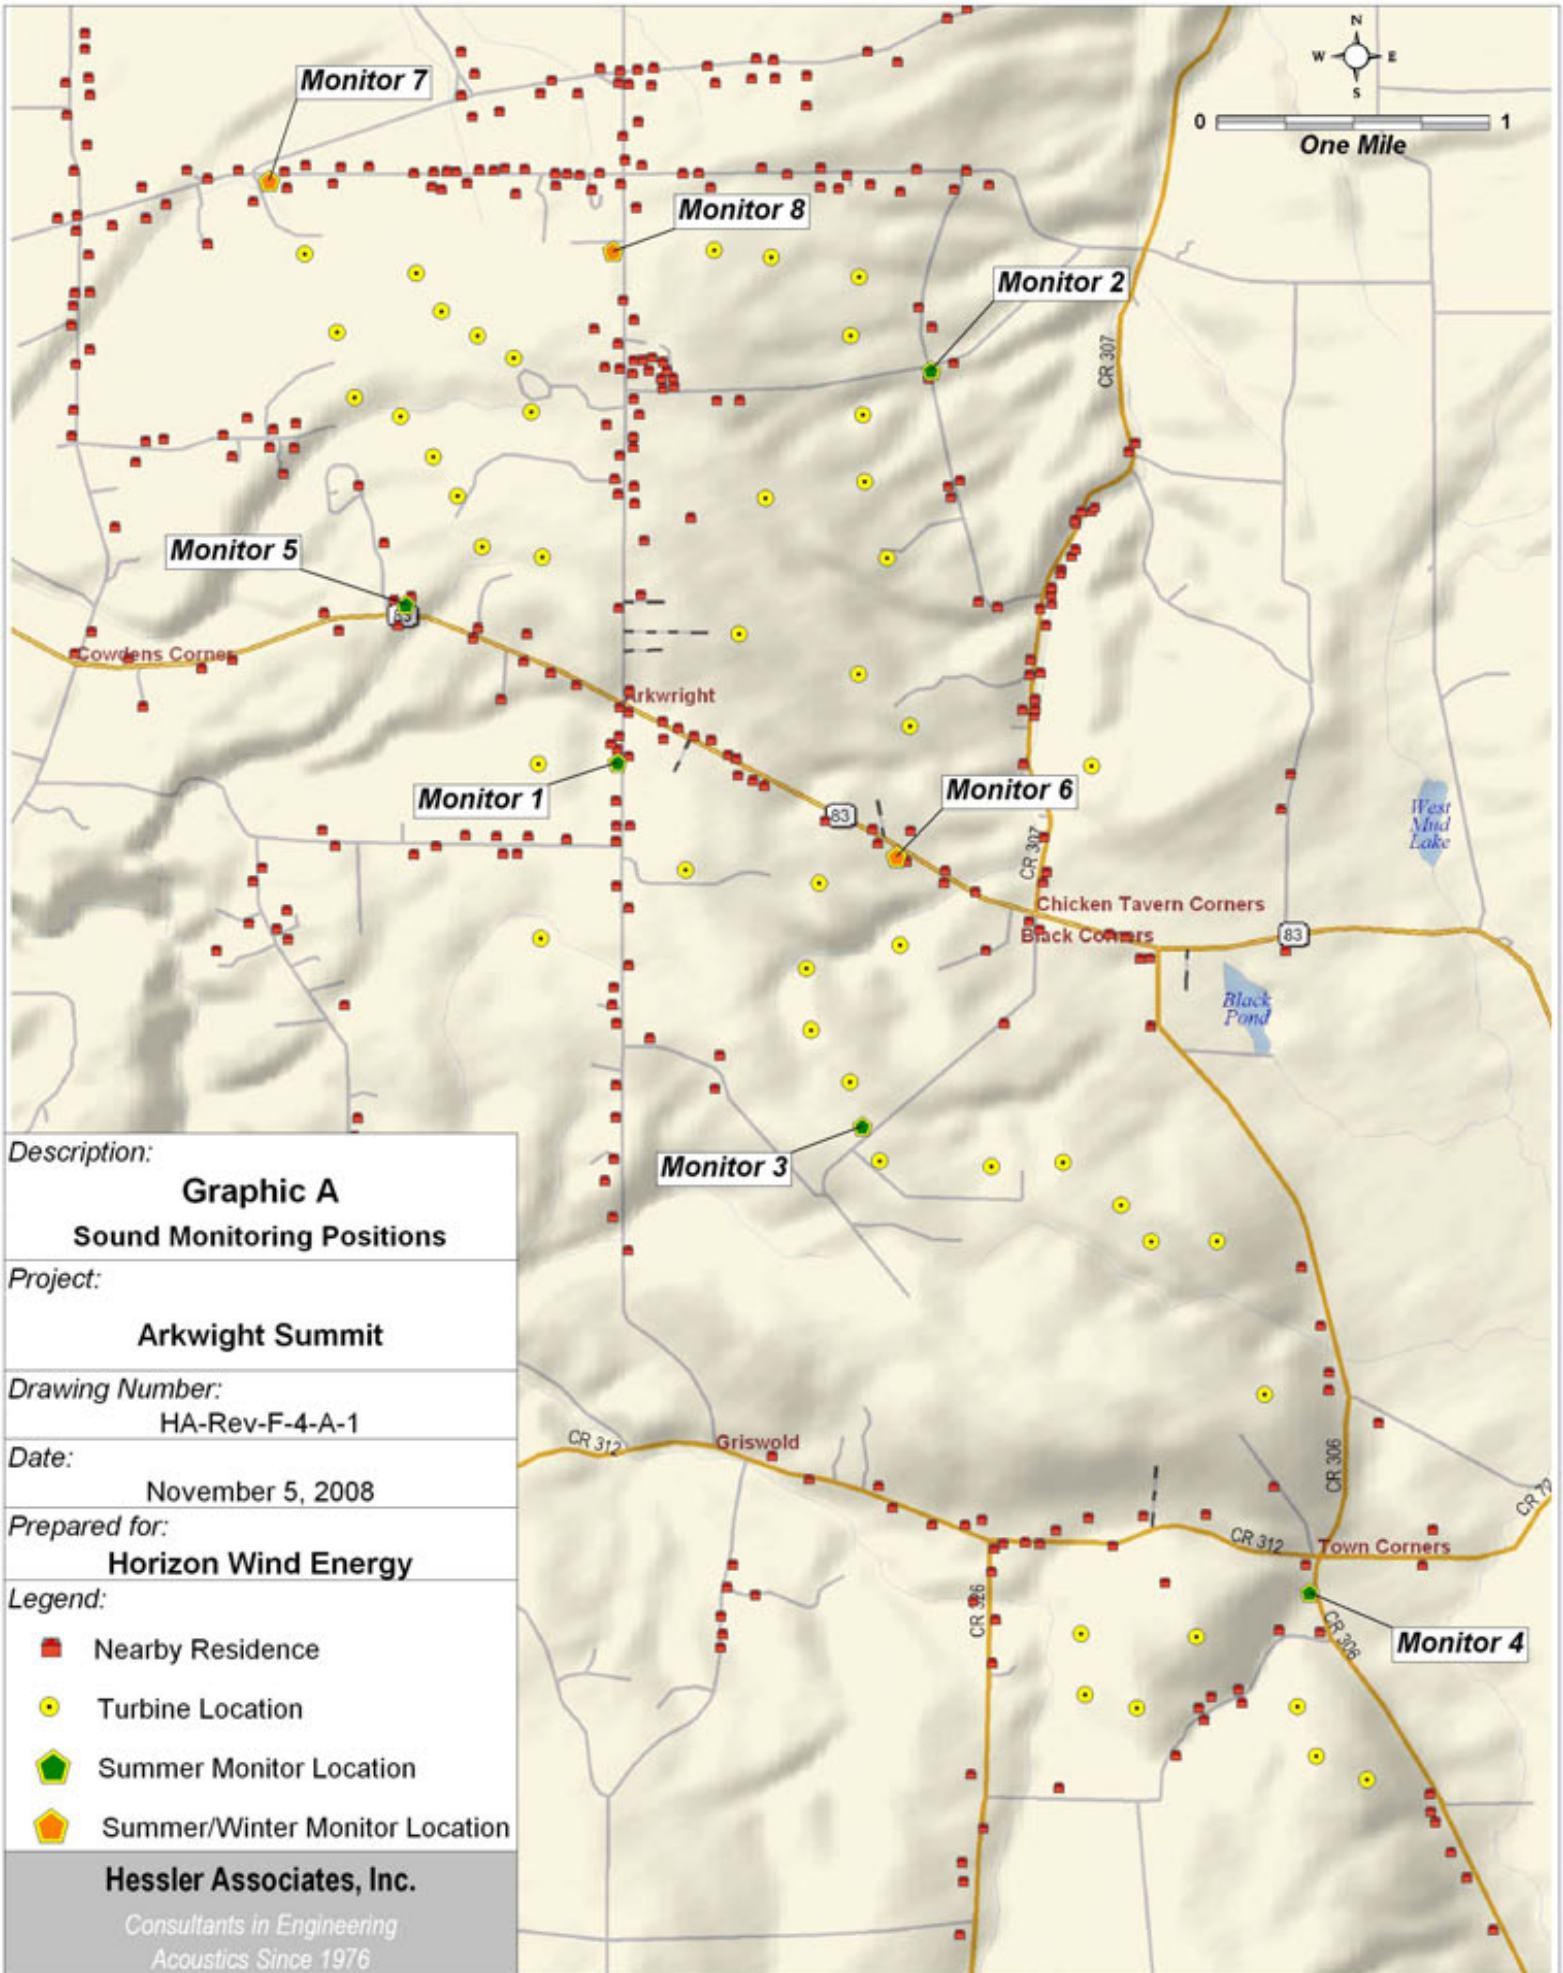 N
W E
S
0 1
One Mile
Monitor 7
Monitor 8
Monitor 2
CR 307
Monitor 5
83
Cowdens Corner
Arkwright
Monitor 1
Monitor 6
83
CR 307
West
Mud
Lake
Chicken Tavern Corners
Black Corners
83
Black
Pond
Monitor 3
CR 312
Griswold
CR 306
CR 312
Town Corners
CR 326
CR 306
Monitor 4
Description:
Graphic A
Sound Monitoring Positions
Project:
Arkwight Summit
Drawing Number:
HA-Rev-F-4-A-1
Date:
November 5, 2008
Prepared for:
Horizon Wind Energy
Legend:
Nearby Residence
Turbine Location
Summer Monitor Location
Summer/Winter Monitor Location
Hessler Associates, Inc.
Consultants in Engineering
Acoustics Since 1976